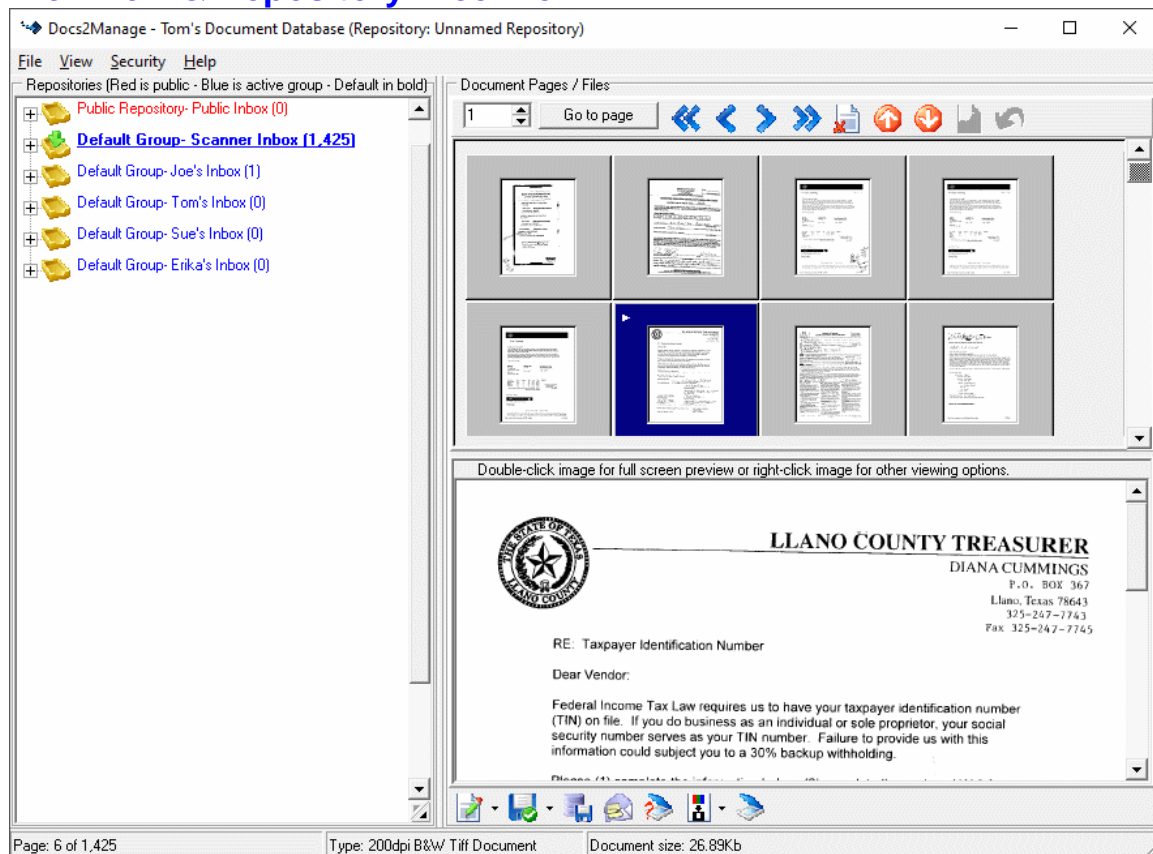 Docs2Manage - Tom's Document Database (Repository: Unnamed Repository)
File View Security Help
Repositories (Red is public - Blue is active group - Default in bold)
Public Repository- Public Inbox (0)
Default Group- Scanner Inbox (1,425)
Default Group- Joe's Inbox (1)
Default Group- Tom's Inbox (0)
Default Group- Sue's Inbox (0)
Default Group- Erika's Inbox (0)
Document Pages / Files
1 Go to page
Double-click image for full screen preview or right-click image for other viewing options.
THE STATE OF TEXAS
LLANO COUNTY
LLANO COUNTY TREASURER
DIANA CUMMINGS
P.O. BOX 367
Llano, Texas 78643
325-247-7743
Fax 325-247-7745
RE: Taxpayer Identification Number
Dear Vendor:
Federal Income Tax Law requires us to have your taxpayer identification number
(TIN) on file. If you do business as an individual or sole proprietor, your social
security number serves as your TIN number. Failure to provide us with this
information could subject you to a 30% backup withholding.
Page: 6 of 1,425
Type: 200dpi B&W Tiff Document
Document size: 26.89Kb